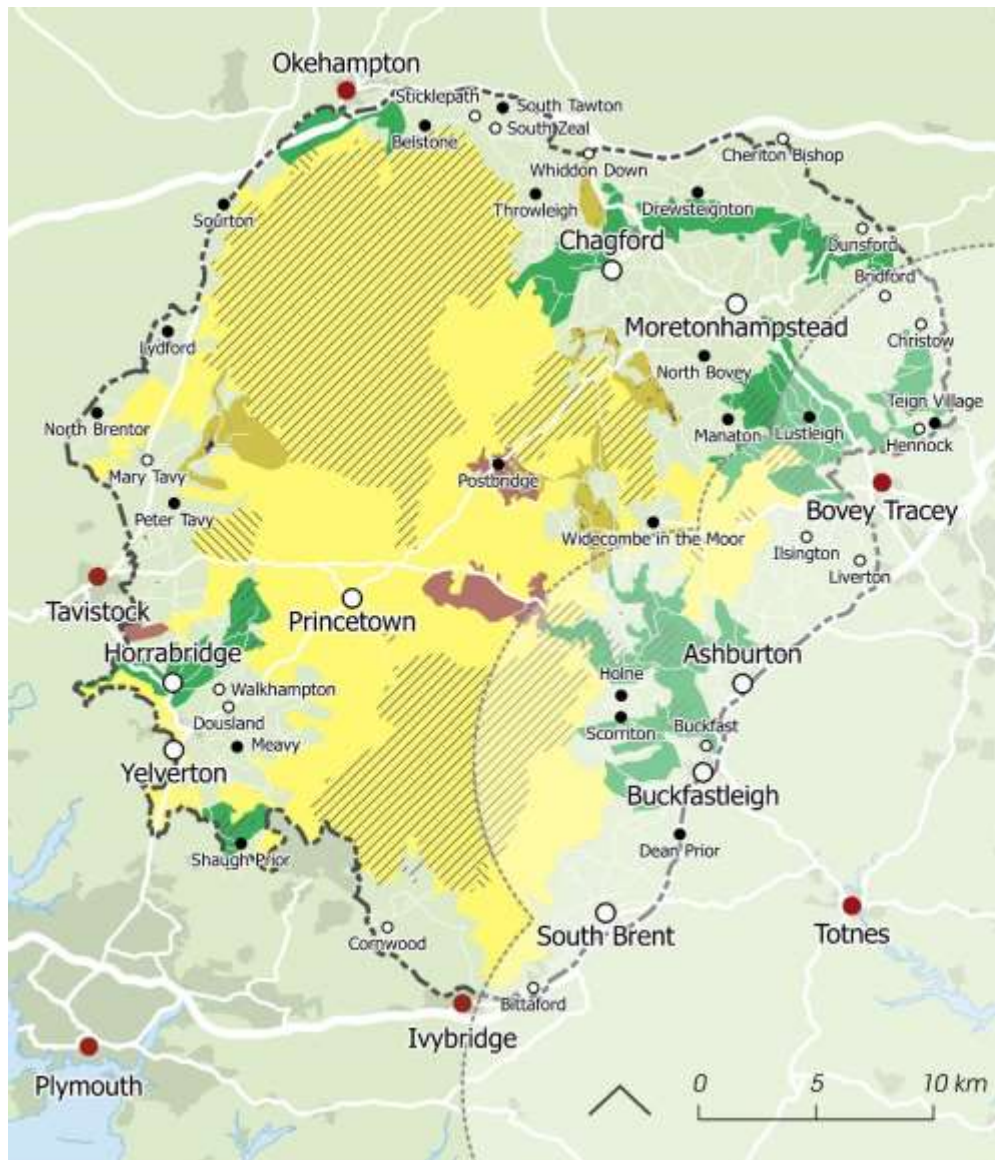 Okehampton
Sticklepath
South Tawton
South Zeal
Belstone
Cheriton Bishop
Whiddon Down
Throwleigh
Drewsteignton
Sourton
Chagford
Dunsford
Bridford
Moretonhampstead
Lydford
Christow
North Bovey
Teign Village
North Brentor
Manaton
Lustleigh
Hennock
Mary Tavy
Postbridge
Bovey Tracey
Peter Tavy
Widecombe in the Moor
Ilsington
Liverton
Tavistock
Princetown
Horrabridge
Ashburton
Walkhampton
Holne
Dousland
Scorriton
Buckfast
Meavy
Yelverton
Buckfastleigh
Dean Prior
Shaugh Prior
Cornwood
South Brent
Totnes
Bittaford
Ivybridge
Plymouth
0 5 10 km